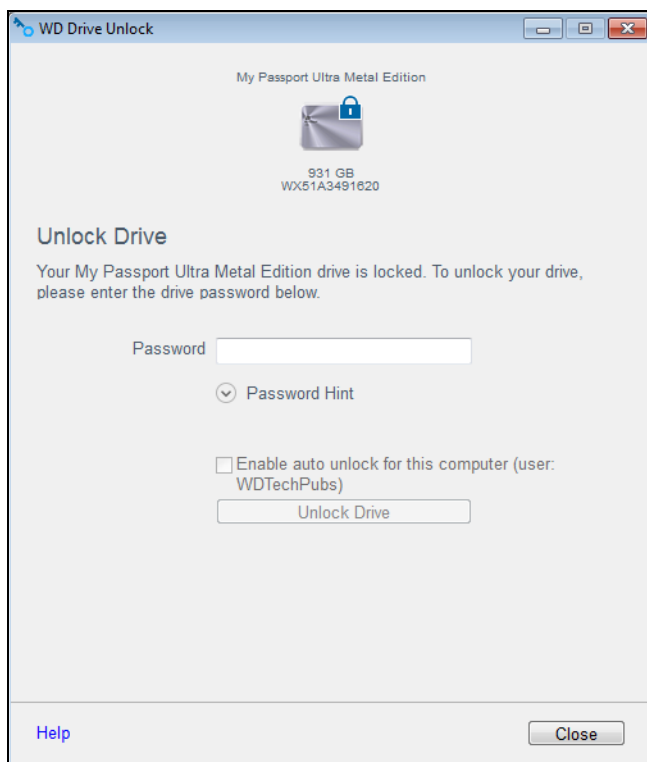 WD Drive Unlock
My Passport Ultra Metal Edition
931 GB
WX51A3491620
Unlock Drive
Your My Passport Ultra Metal Edition drive is locked. To unlock your drive,
please enter the drive password below.
Password
Password Hint
Enable auto unlock for this computer (user:
WDTechPubs)
Unlock Drive
Help
Close